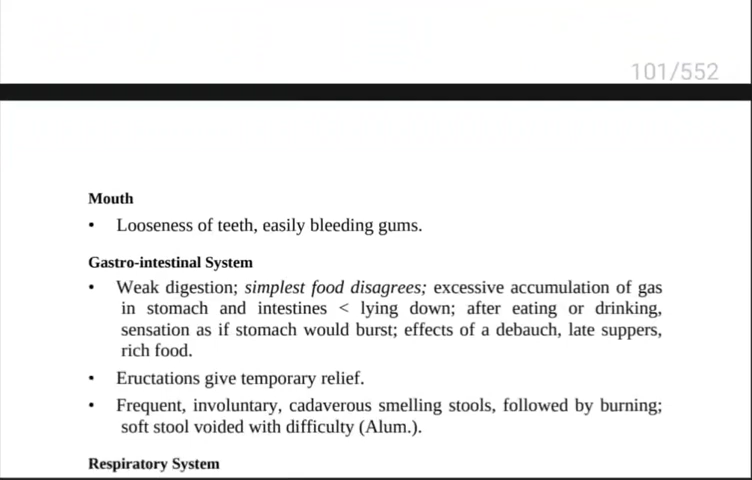 101/552
Mouth
• Looseness of teeth, easily bleeding gums.
Gastro-intestinal System
• Weak digestion; simplest food disagrees; excessive accumulation of gas
in stomach and intestines < lying down; after eating or drinking,
sensation as if stomach would burst; effects of a debauch, late suppers,
rich food.
• Eructations give temporary relief.
• Frequent, involuntary, cadaverous smelling stools, followed by burning;
soft stool voided with difficulty (Alum.).
Respiratory System